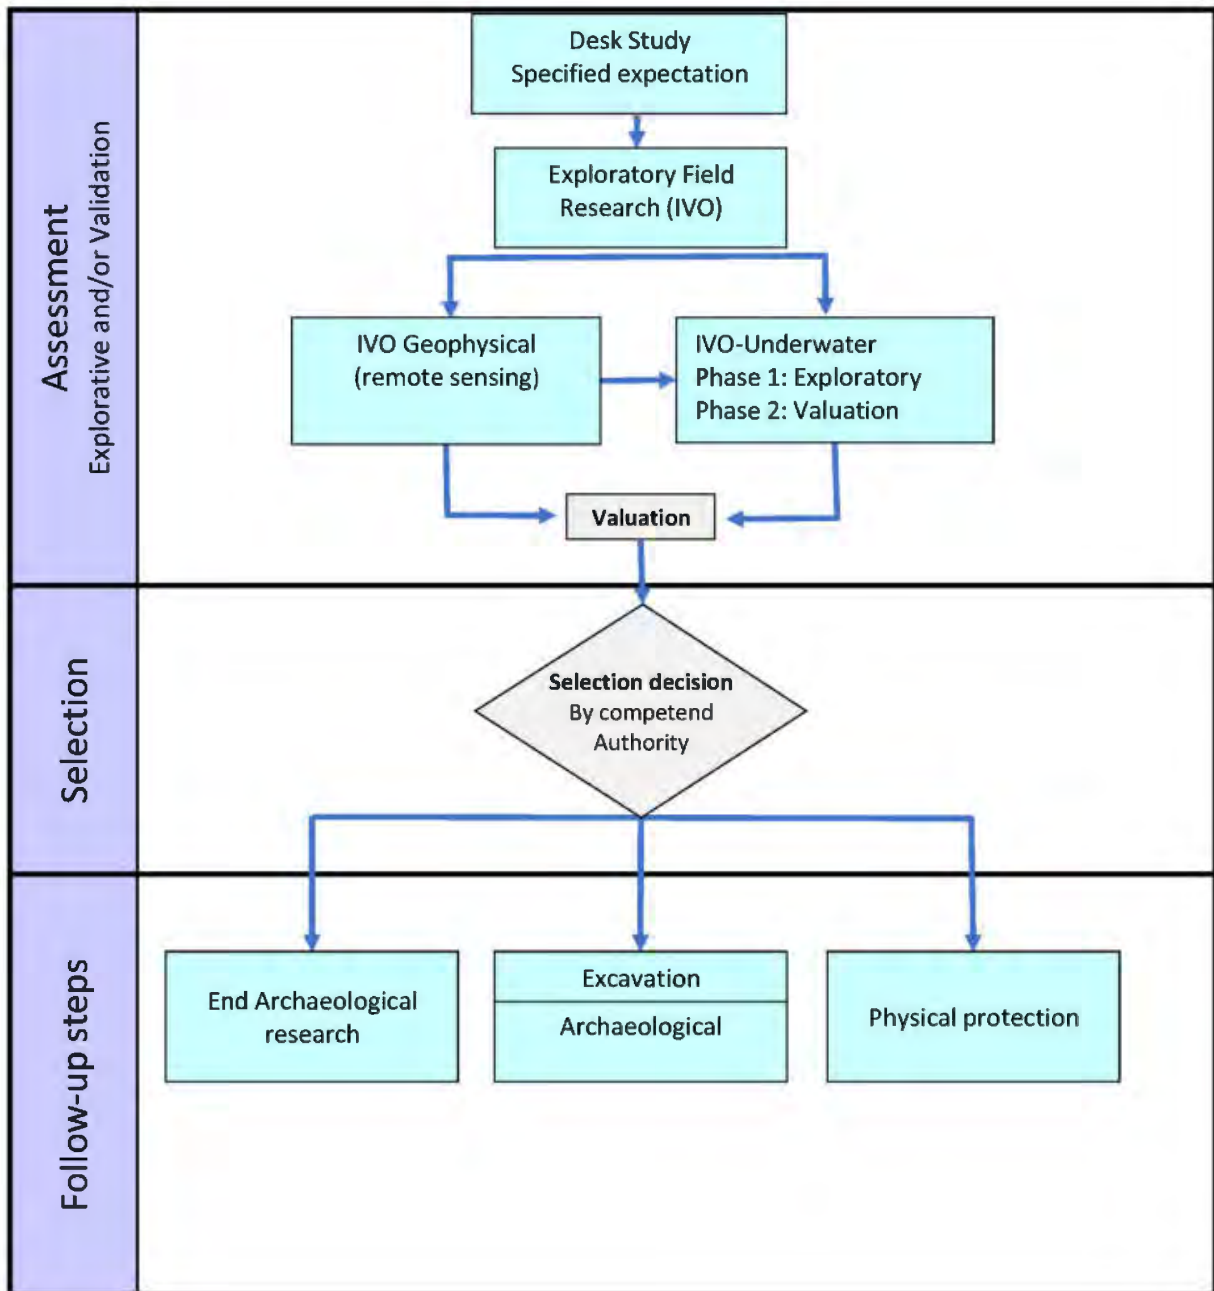 Assessment
Explorative and/or Validation
Desk Study
Specified expectation
Exploratory Field
Research (IVO)
IVO Geophysical
(remote sensing)
IVO-Underwater
Phase 1: Exploratory
Phase 2: Valuation
Valuation
Selection
Selection decision
By competend
Authority
Follow-up steps
End Archaeological
research
Excavation
Archaeological
Physical protection